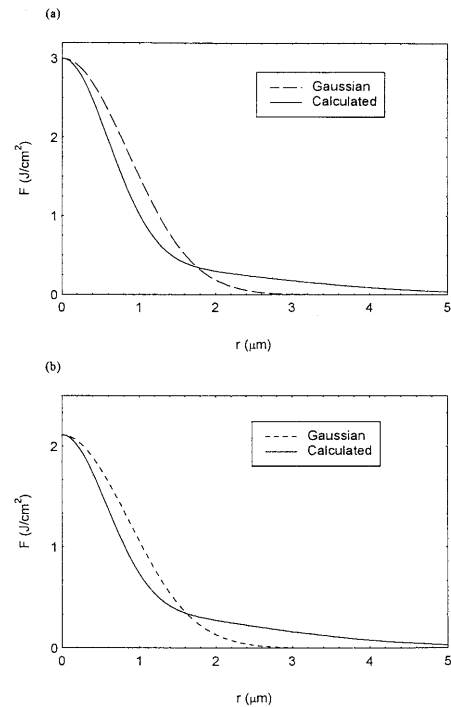 (a)
3
2
1
0
F (J/cm²)
Gaussian
Calculated
0 1 2 3 4 5
r (μm)
(b)
2
1
0
F (J/cm²)
Gaussian
Calculated
0 1 2 3 4 5
r (μm)